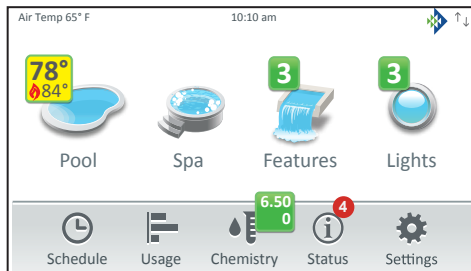 Air Temp 65° F
10:10 am
78°
84°
3
3
Pool
Spa
Features
Lights
6.50
0
4
Schedule
Usage
Chemistry
Status
Settings